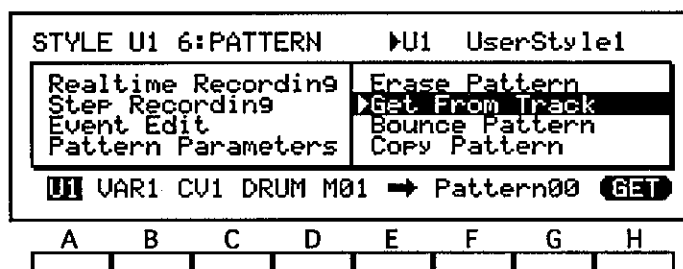 STYLE U1 6:PATTERN ▶U1 UserStyle1
Realtime Recording
Step Recording
Event Edit
Pattern Parameters
Erase Pattern
▶Get From Track
Bounce Pattern
Copy Pattern
U1 VAR1 CV1 DRUM M01 ➡ Pattern00 GET
A B C D E F G H